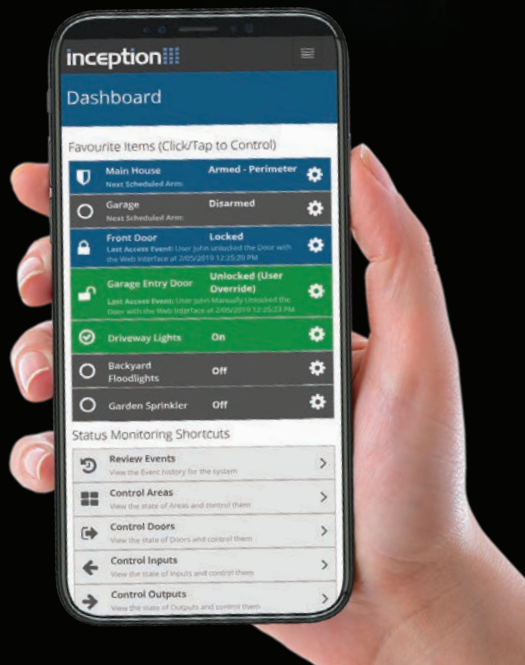 inception
Dashboard
Favourite Items (Click/Tap to Control)
Main House Armed - Perimeter
Next Scheduled Arm:
Garage Disarmed
Next Scheduled Arm:
Front Door Locked
Last Access Event: User John unlocked the Door with
the Web Interface at 2/05/2019 12:25:20 PM
Garage Entry Door Unlocked (User
Override)
Last Access Event: User John Manually Unlocked the
Door with the Web Interface at 2/05/2019 12:25:23 PM
Driveway Lights On
Backyard
Floodlights Off
Garden Sprinkler Off
Status Monitoring Shortcuts
Review Events
View the Event history for the system
Control Areas
View the state of Areas and control them
Control Doors
View the state of Doors and control them
Control Inputs
View the state of Inputs and control them
Control Outputs
View the state of Outputs and control them